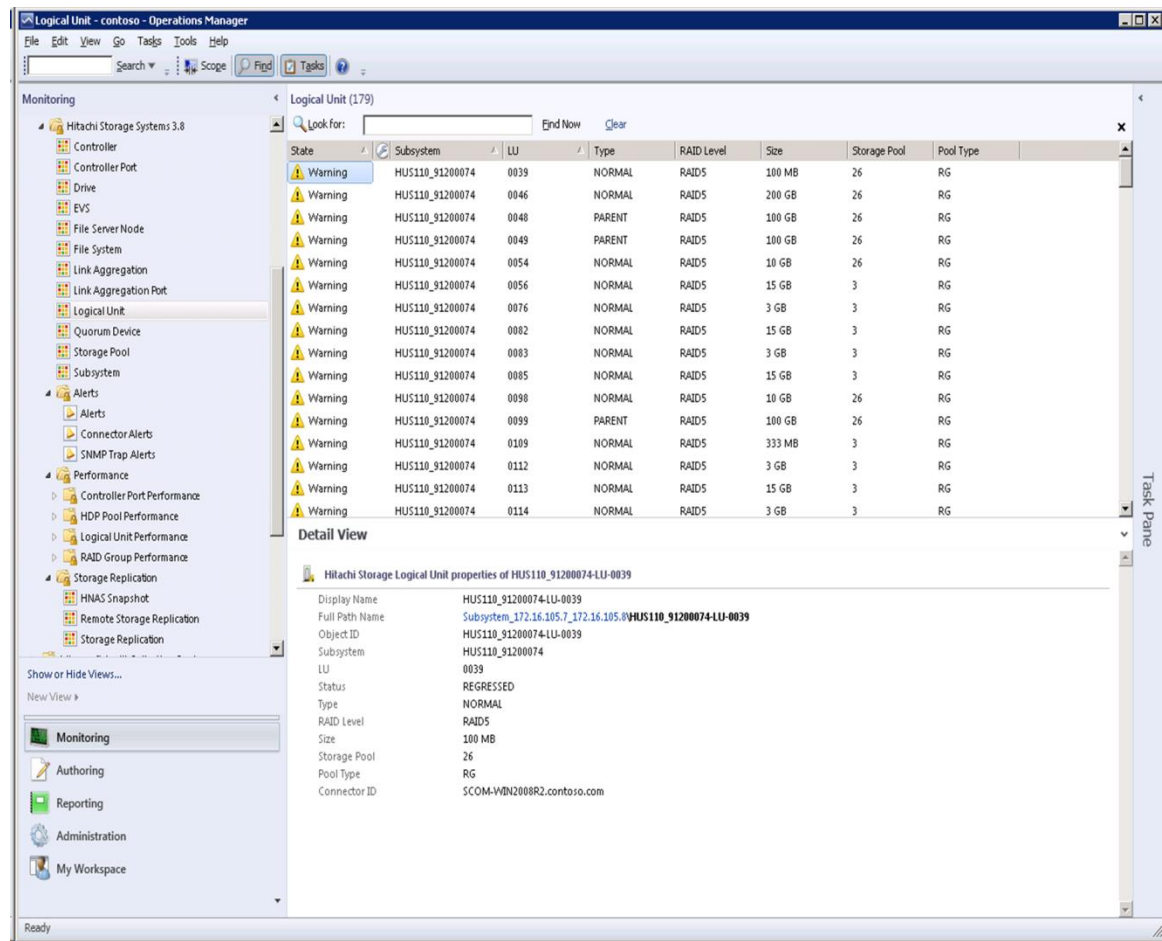 Logical Unit - contoso - Operations Manager
File Edit View Go Tasks Tools Help
Search Scope Find Tasks
Monitoring
Hitachi Storage Systems 3.8
Controller
Controller Port
Drive
EVS
File Server Node
File System
Link Aggregation
Link Aggregation Port
Logical Unit
Quorum Device
Storage Pool
Subsystem
Alerts
Alerts
Connector Alerts
SNMP Trap Alerts
Performance
Controller Port Performance
HDP Pool Performance
Logical Unit Performance
RAID Group Performance
Storage Replication
HNAS Snapshot
Remote Storage Replication
Storage Replication
Show or Hide Views...
New View
Monitoring
Authoring
Reporting
Administration
My Workspace
Logical Unit (179)
Look for: Find Now Clear
State Subsystem LU Type RAID Level Size Storage Pool Pool Type
Warning HUS110_91200074 0039 NORMAL RAID5 100 MB 26 RG
Warning HUS110_91200074 0046 NORMAL RAID5 200 GB 26 RG
Warning HUS110_91200074 0048 PARENT RAID5 100 GB 26 RG
Warning HUS110_91200074 0049 PARENT RAID5 100 GB 26 RG
Warning HUS110_91200074 0054 NORMAL RAID5 10 GB 26 RG
Warning HUS110_91200074 0056 NORMAL RAID5 15 GB 3 RG
Warning HUS110_91200074 0076 NORMAL RAID5 3 GB 3 RG
Warning HUS110_91200074 0082 NORMAL RAID5 15 GB 3 RG
Warning HUS110_91200074 0083 NORMAL RAID5 3 GB 3 RG
Warning HUS110_91200074 0085 NORMAL RAID5 15 GB 3 RG
Warning HUS110_91200074 0098 NORMAL RAID5 10 GB 26 RG
Warning HUS110_91200074 0099 PARENT RAID5 100 GB 26 RG
Warning HUS110_91200074 0109 NORMAL RAID5 333 MB 3 RG
Warning HUS110_91200074 0112 NORMAL RAID5 3 GB 3 RG
Warning HUS110_91200074 0113 NORMAL RAID5 15 GB 3 RG
Warning HUS110_91200074 0114 NORMAL RAID5 3 GB 3 RG
Detail View
Hitachi Storage Logical Unit properties of HUS110_91200074-LU-0039
Display Name HUS110_91200074-LU-0039
Full Path Name Subsystem_172.16.105.7_172.16.105.8\HUS110_91200074-LU-0039
Object ID HUS110_91200074-LU-0039
Subsystem HUS110_91200074
LU 0039
Status REGRESSED
Type NORMAL
RAID Level RAID5
Size 100 MB
Storage Pool 26
Pool Type RG
Connector ID SCOM-WIN2008R2.contoso.com
Task Pane
Ready